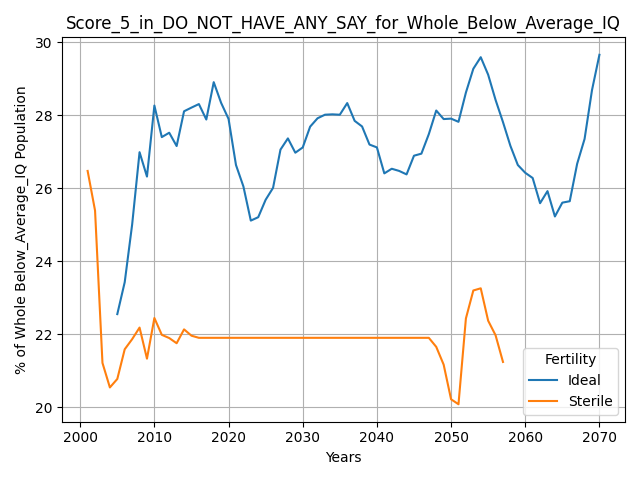 Score_5_in_DO_NOT_HAVE_ANY_SAY_for_Whole_Below_Average_IQ
% of Whole Below_Average_IQ Population
30
28
26
24
22
20
2000 2010 2020 2030 2040 2050 2060 2070
Years
Fertility
Ideal
Sterile